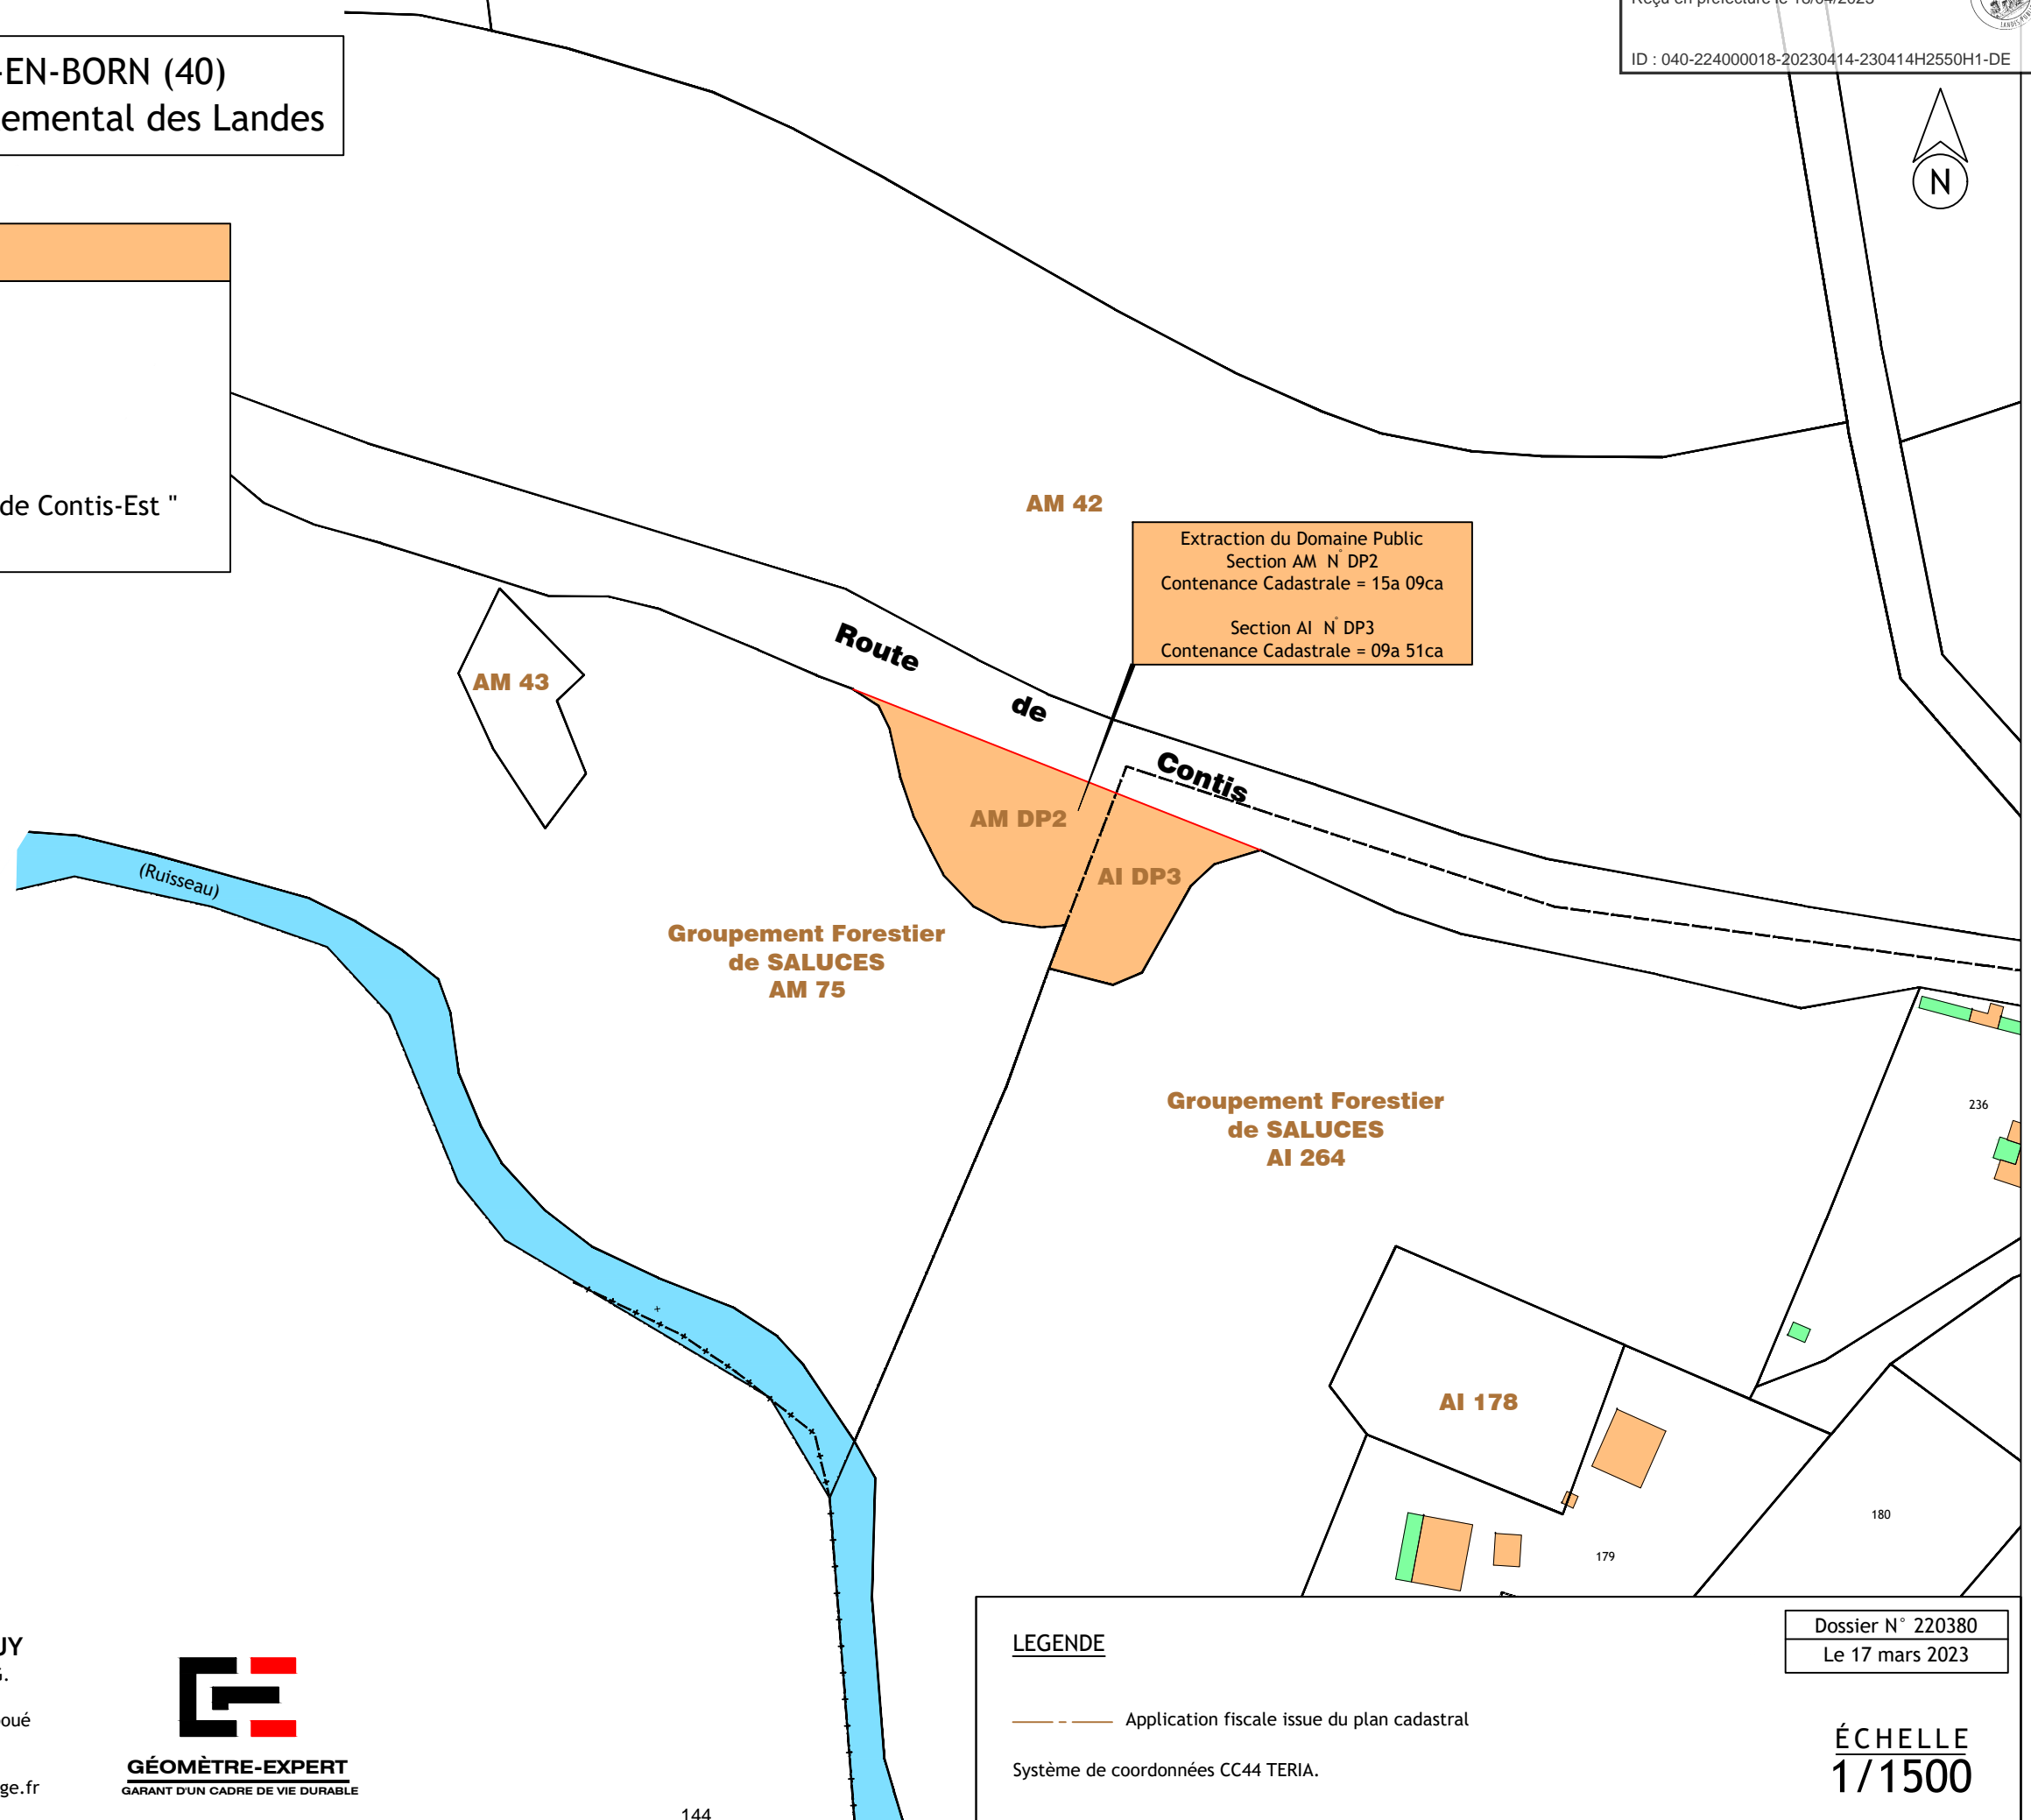 ID : 040-224000018-20230414-230414H2550H1-DE
-EN-BORN (40)
emental des Landes
N
de Contis-Est "
AM 42
Extraction du Domaine Public
Section AM N° DP2
Contenance Cadastrale = 15a 09ca
Section AI N° DP3
Contenance Cadastrale = 09a 51ca
Route
de
Contis
AM 43
AM DP2
AI DP3
(Ruisseau)
Groupement Forestier
de SALUCES
AM 75
Groupement Forestier
de SALUCES
AI 264
236
AI 178
180
179
LEGENDE
Application fiscale issue du plan cadastral
Système de coordonnées CC44 TERIA.
Dossier N° 220380
Le 17 mars 2023
ÉCHELLE
1/1500
UY
oué
ge.fr
GÉOMÈTRE-EXPERT
GARANT D'UN CADRE DE VIE DURABLE
144